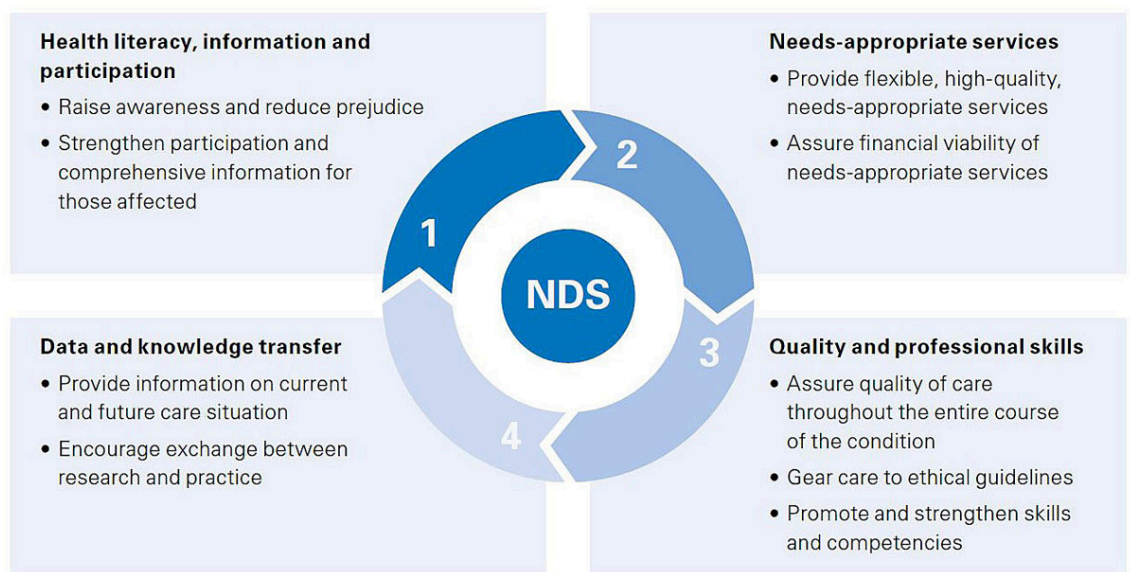 Health literacy, information and
participation
• Raise awareness and reduce prejudice
• Strengthen participation and
comprehensive information for
those affected
1
Needs-appropriate services
• Provide flexible, high-quality,
needs-appropriate services
• Assure financial viability of
needs-appropriate services
2
NDS
Quality and professional skills
• Assure quality of care
throughout the entire course
of the condition
• Gear care to ethical guidelines
• Promote and strengthen skills
and competencies
3
Data and knowledge transfer
• Provide information on current
and future care situation
• Encourage exchange between
research and practice
4